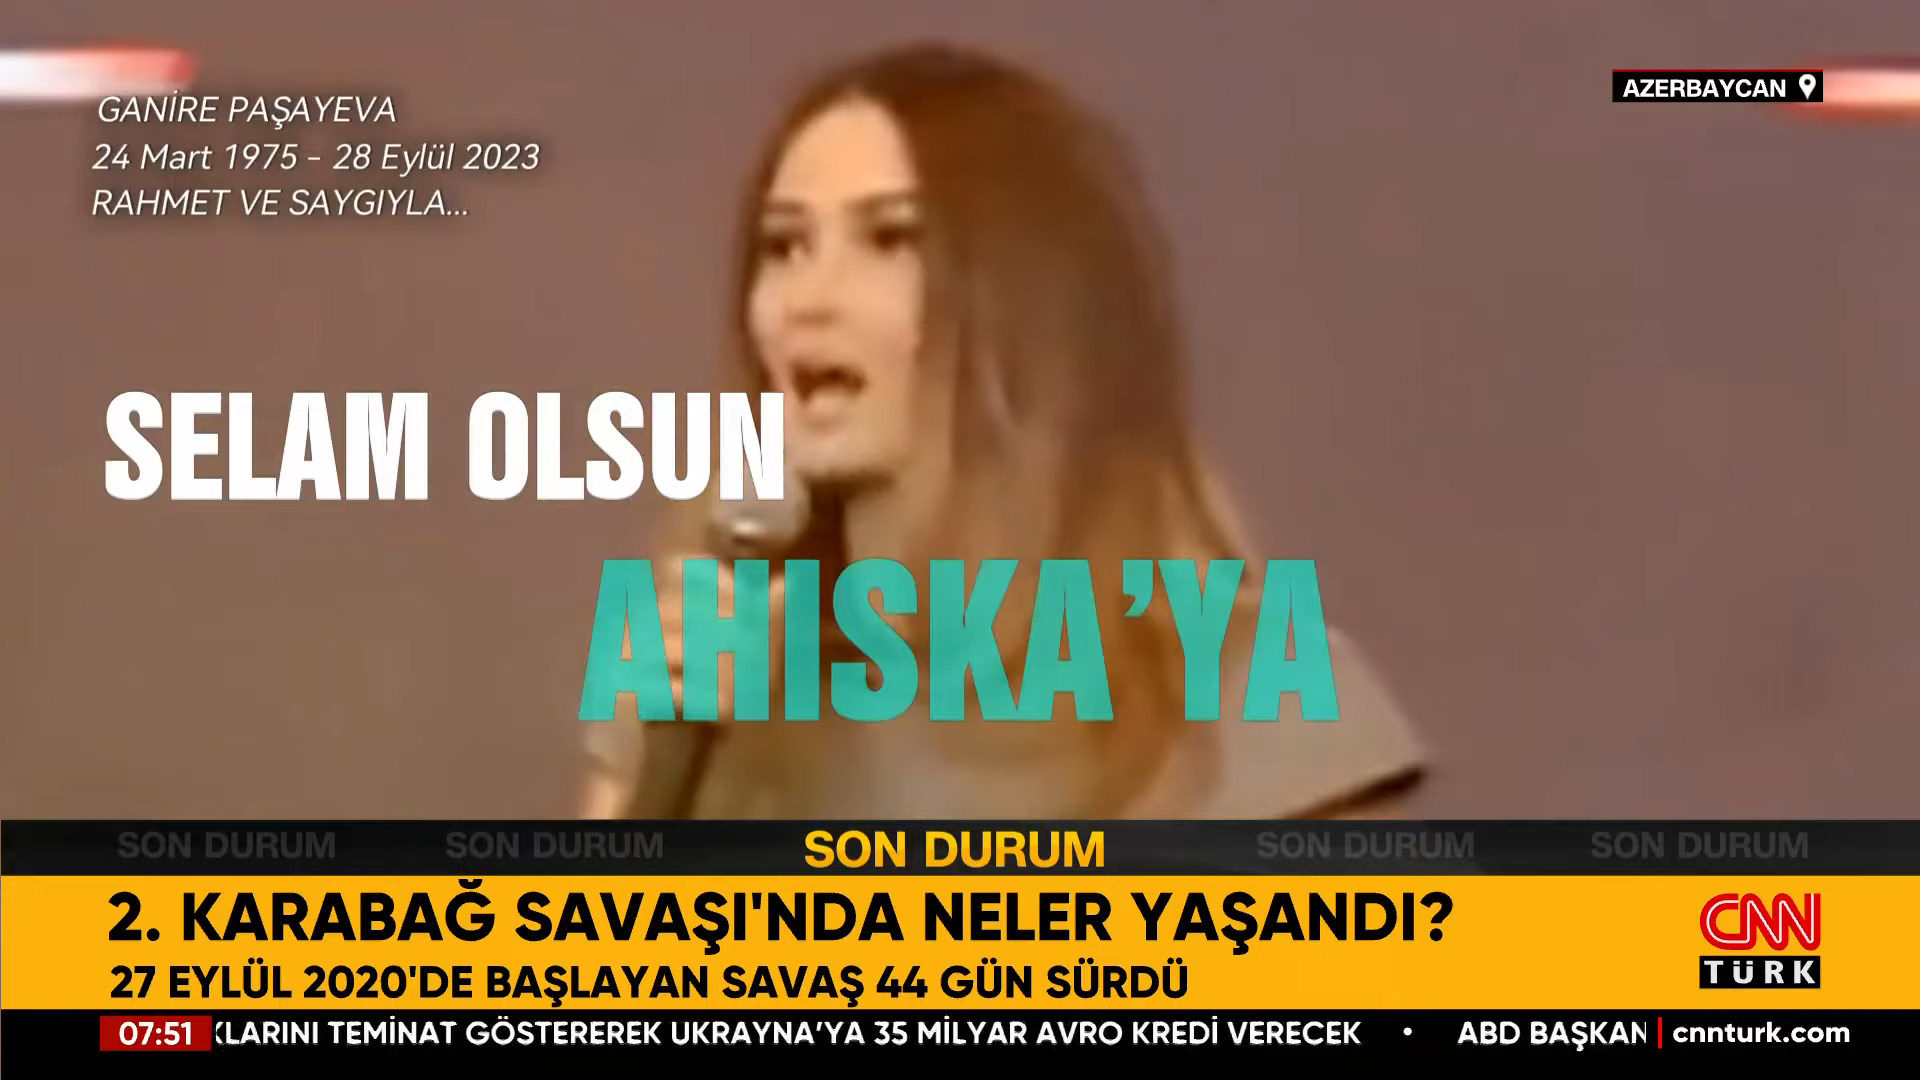 GANİRE PAŞAYEVA
24 Mart 1975 - 28 Eylül 2023
RAHMET VE SAYGIYLA...
AZERBAYCAN
SELAM OLSUN
AHISKA'YA
SON DURUM SON DURUM SON DURUM SON DURUM SON DURUM
2. KARABAĞ SAVAŞI'NDA NELER YAŞANDI?
27 EYLÜL 2020'DE BAŞLAYAN SAVAŞ 44 GÜN SÜRDÜ
CNN
TÜRK
07:51 KLARINI TEMİNAT GÖSTEREREK UKRAYNA'YA 35 MİLYAR AVRO KREDİ VERECEK • ABD BAŞKAN | cnnturk.com